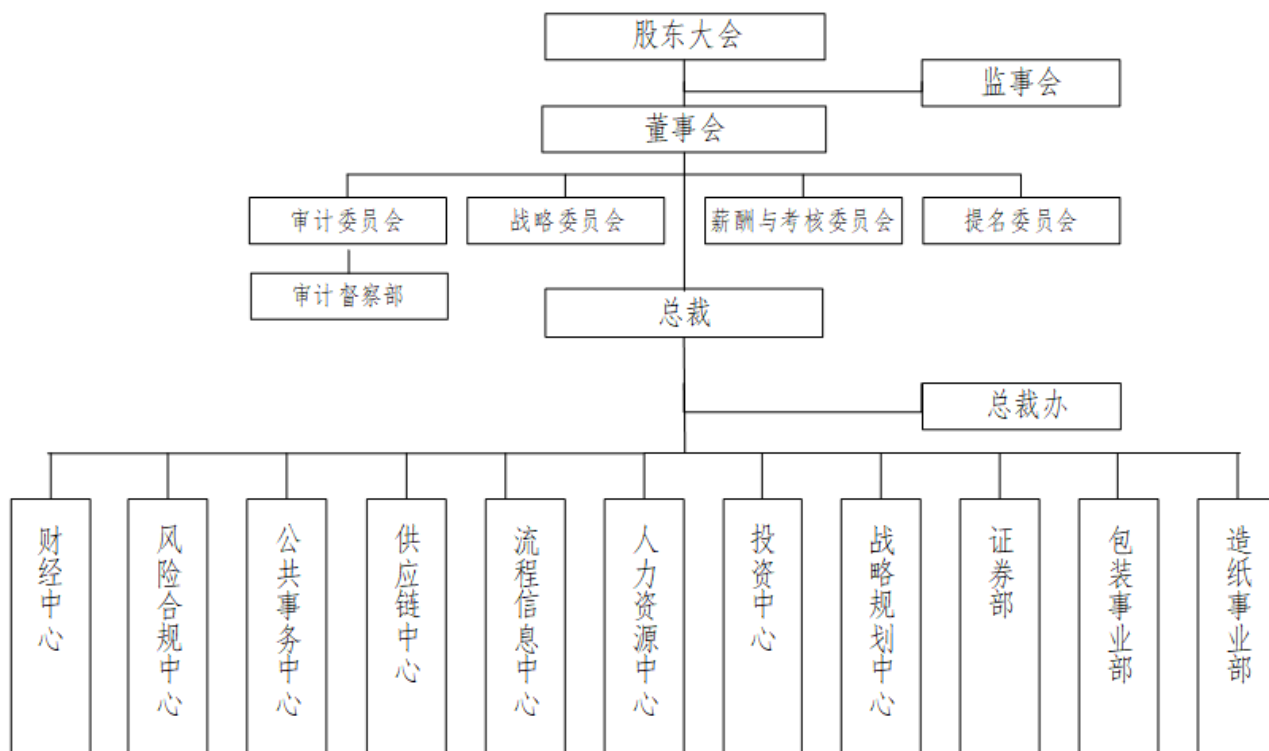 股东大会
监事会
董事会
审计委员会
战略委员会
薪酬与考核委员会
提名委员会
审计督察部
总裁
总裁办
财经中心
风险合规中心
公共事务中心
供应链中心
流程信息中心
人力资源中心
投资中心
战略规划中心
证券部
包装事业部
造纸事业部